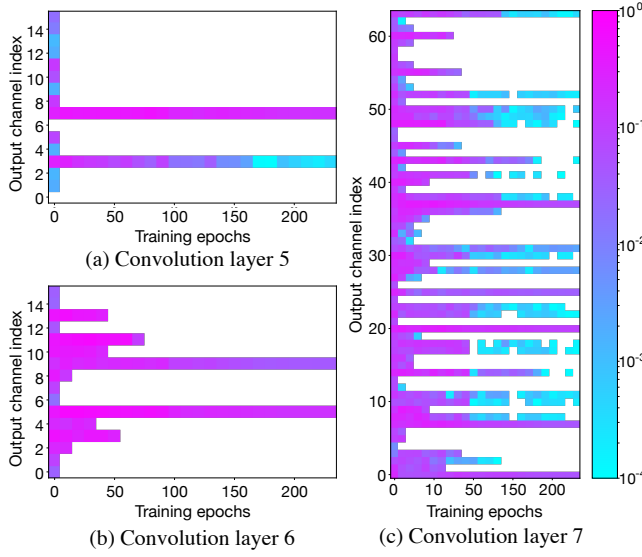 14
12
10
8
6
4
2
0
Output channel index
0 50 100 150 200
Training epochs
(a) Convolution layer 5
14
12
10
8
6
4
2
0
Output channel index
0 50 100 150 200
Training epochs
(b) Convolution layer 6
60
50
40
30
20
10
0
Output channel index
0 10 50 150 200
Training epochs
(c) Convolution layer 7
10⁰
10⁻¹
10⁻²
10⁻³
10⁻⁴